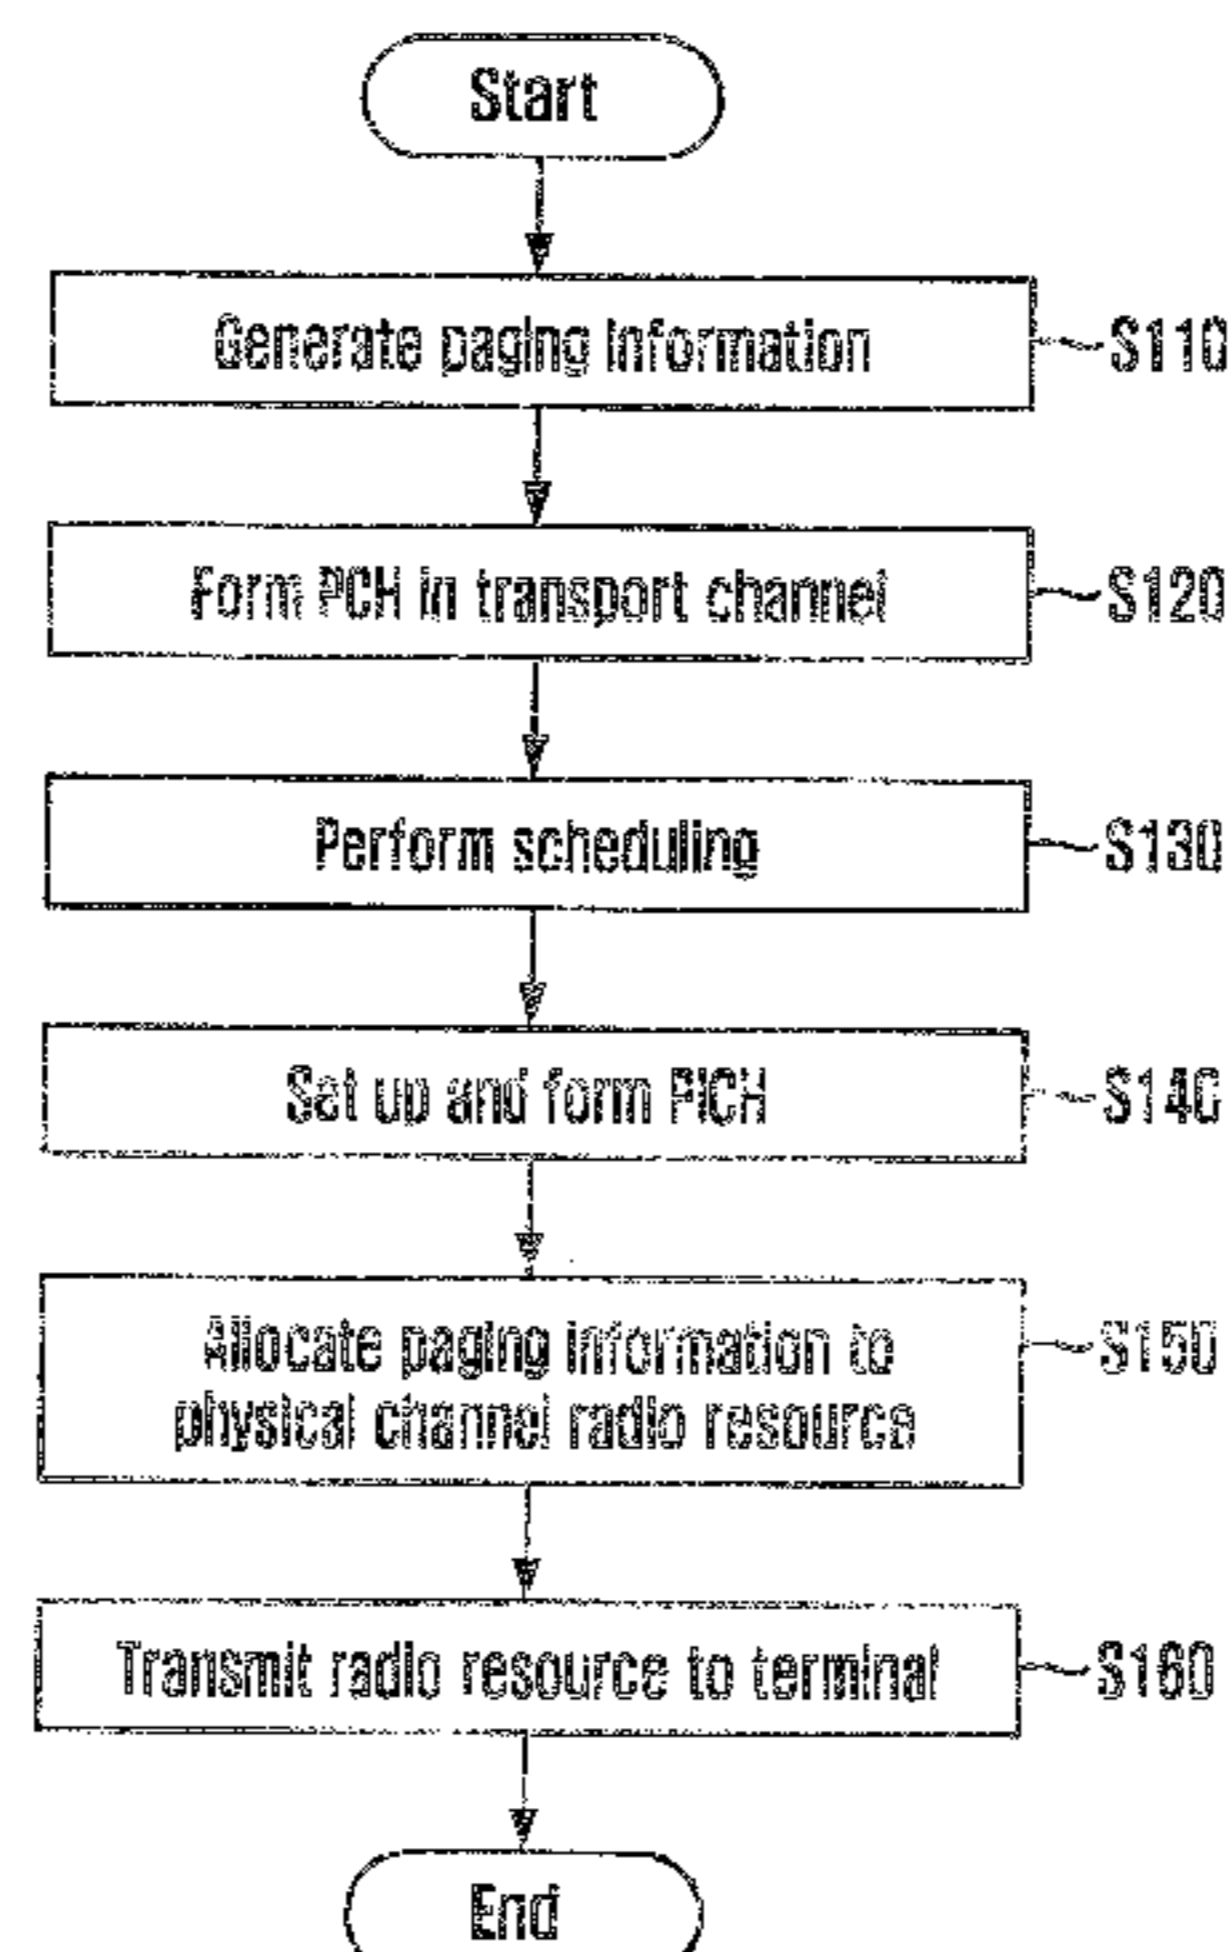 Start
Generate paging information
S110
Form PCH in transport channel
S120
Perform scheduling
S130
Set up and form PICH
S140
Allocate paging information to
physical channel radio resource
S150
Transmit radio resource to terminal
S160
End